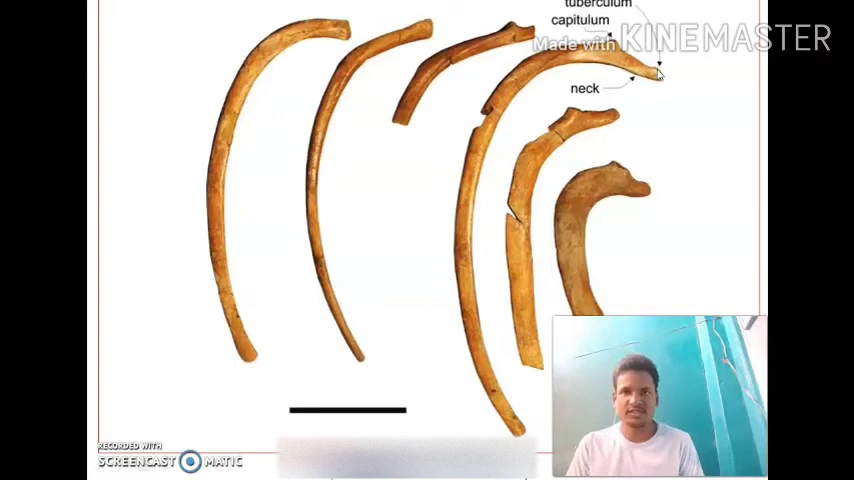 tuberculum
capitulum
Made with KINEMASTER
neck
RECORDED WITH
SCREENCAST MATIC